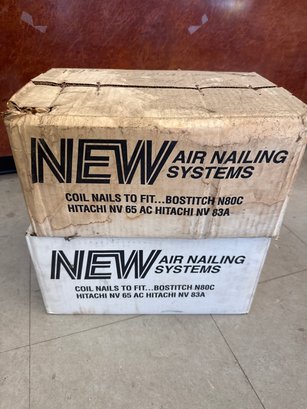 NEW AIR NAILING
SYSTEMS
COIL NAILS TO FIT...BOSTITCH N80C
HITACHI NV 65 AC HITACHI NV 83A
NEW AIR NAILING
SYSTEMS
COIL NAILS TO FIT...BOSTITCH N80C
HITACHI NV 65 AC HITACHI NV 83A